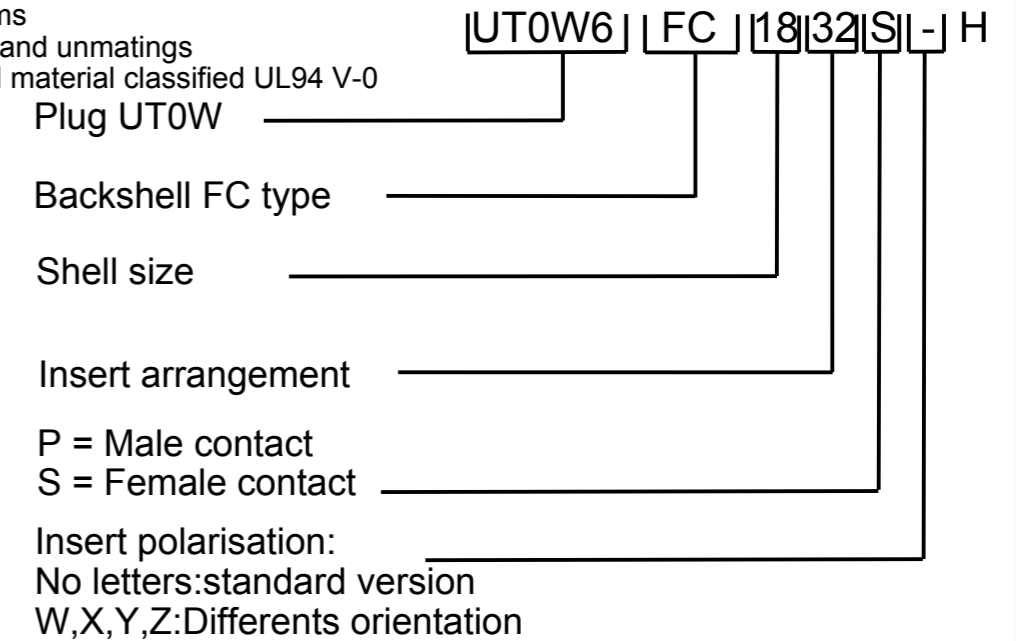 ms
and unmatings
material classified UL94 V-0
UT0W6 FC 18 32 S - H
Plug UT0W
Backshell FC type
Shell size
Insert arrangement
P = Male contact
S = Female contact
Insert polarisation:
No letters:standard version
W,X,Y,Z:Differents orientation